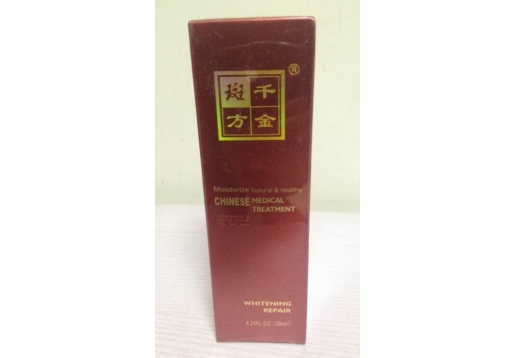 斑千
方金
®
Moisturize Natural & healthy
CHINESE MEDICAL
TREATMENT
WHITENING
REPAIR